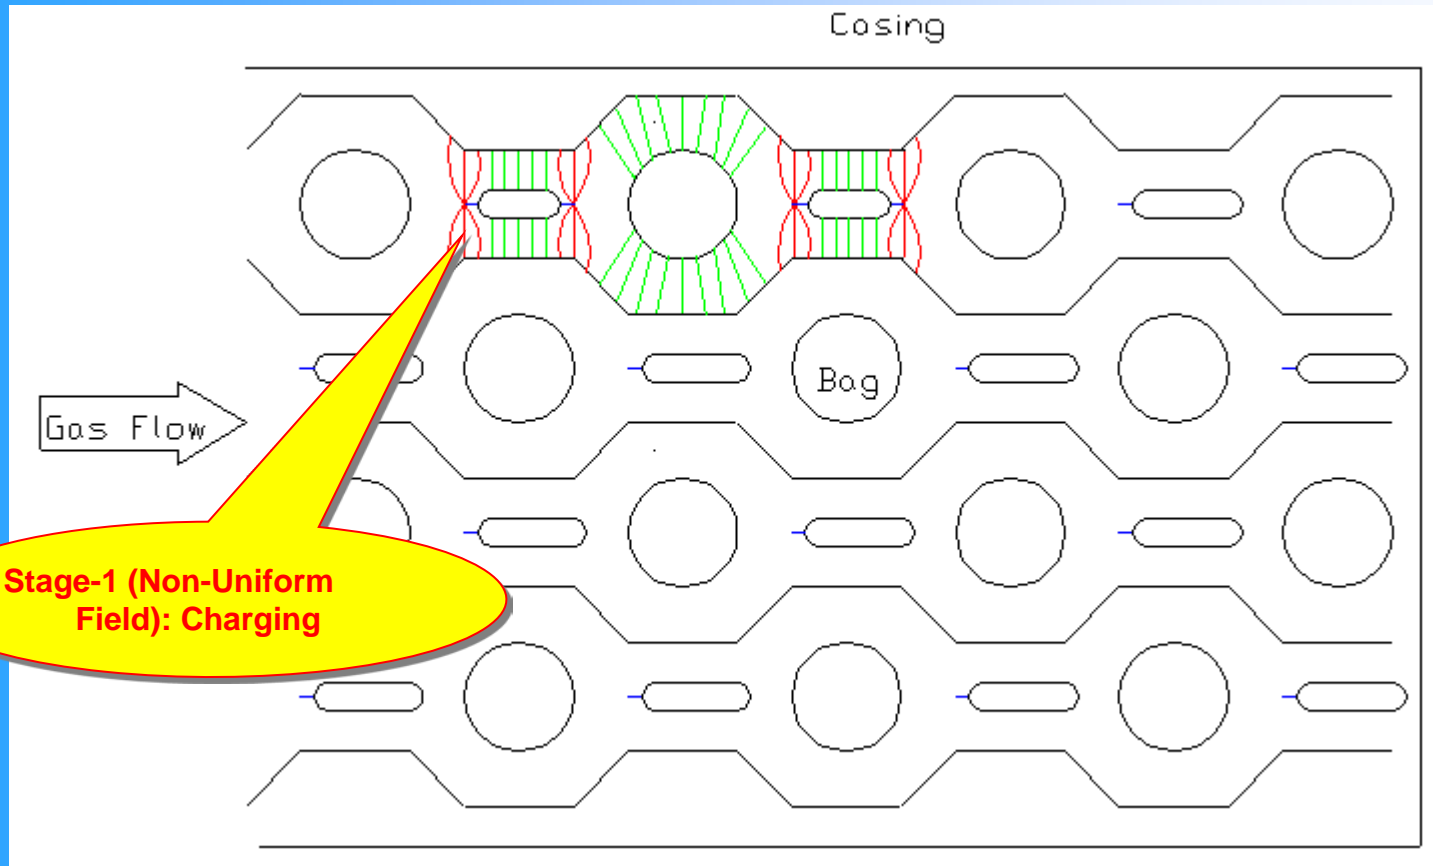 Casing
Bag
Gas Flow
Stage-1 (Non-Uniform
Field): Charging